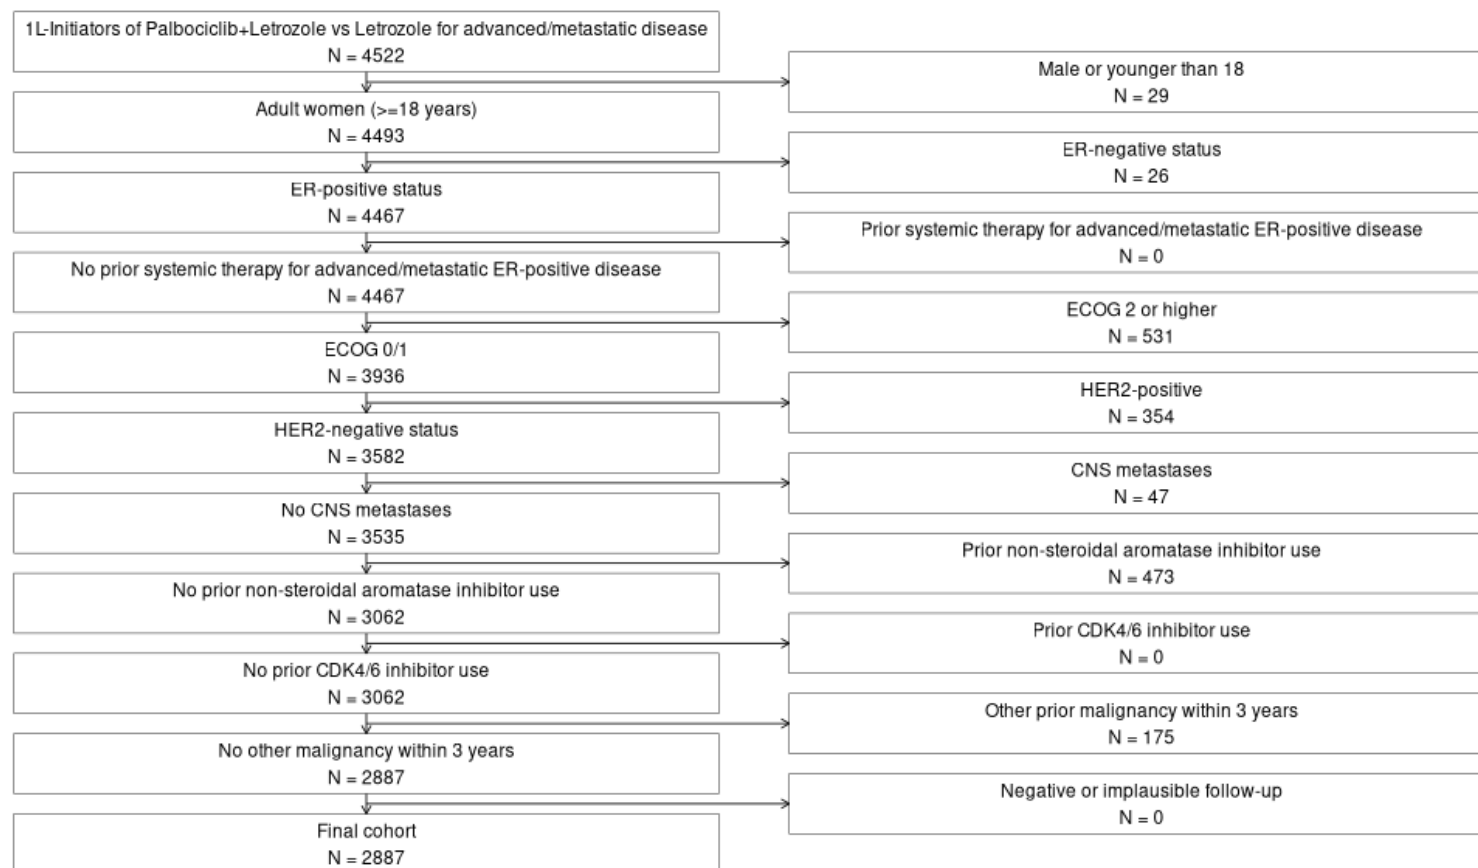 1L-Initiators of Palbociclib+Letrozole vs Letrozole for advanced/metastatic disease
N = 4522
Male or younger than 18
N = 29
Adult women (>=18 years)
N = 4493
ER-negative status
N = 26
ER-positive status
N = 4467
Prior systemic therapy for advanced/metastatic ER-positive disease
N = 0
No prior systemic therapy for advanced/metastatic ER-positive disease
N = 4467
ECOG 2 or higher
N = 531
ECOG 0/1
N = 3936
HER2-positive
N = 354
HER2-negative status
N = 3582
CNS metastases
N = 47
No CNS metastases
N = 3535
Prior non-steroidal aromatase inhibitor use
N = 473
No prior non-steroidal aromatase inhibitor use
N = 3062
Prior CDK4/6 inhibitor use
N = 0
No prior CDK4/6 inhibitor use
N = 3062
Other prior malignancy within 3 years
N = 175
No other malignancy within 3 years
N = 2887
Negative or implausible follow-up
N = 0
Final cohort
N = 2887